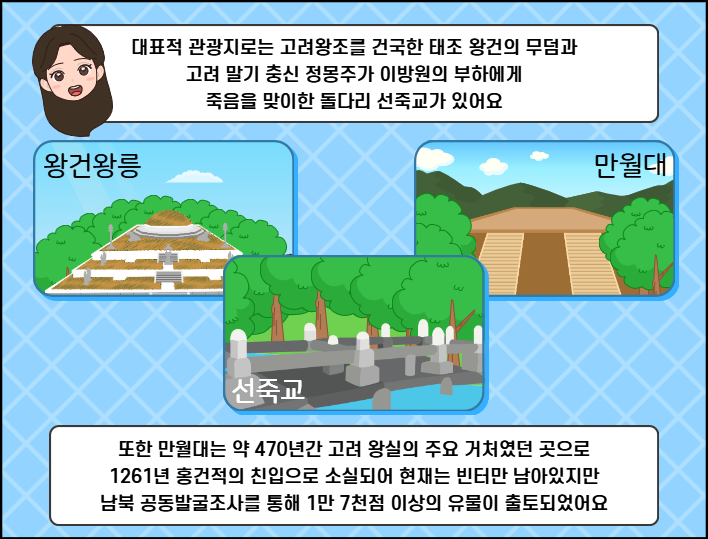 대표적 관광지로는 고려왕조를 건국한 태조 왕건의 무덤과
고려 말기 충신 정몽주가 이방원의 부하에게
죽음을 맞이한 돌다리 선죽교가 있어요
왕건왕릉
만월대
선죽교
또한 만월대는 약 470년간 고려 왕실의 주요 거처였던 곳으로
1261년 홍건적의 친입으로 소실되어 현재는 빈터만 남아있지만
남북 공동발굴조사를 통해 1만 7천점 이상의 유물이 출토되었어요